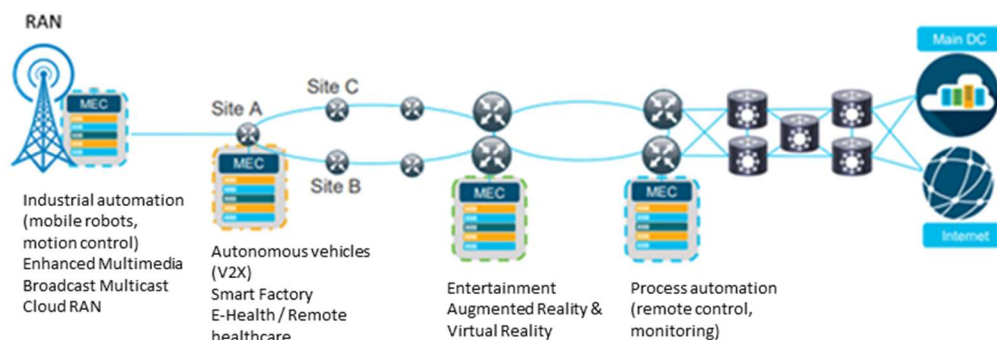 RAN
MEC
Site A
Site C
Site B
MEC
MEC
MEC
Main DC
Internet
Industrial automation
(mobile robots,
motion control)
Enhanced Multimedia
Broadcast Multicast
Cloud RAN
Autonomous vehicles
(V2X)
Smart Factory
E-Health / Remote
healthcare
Entertainment
Augmented Reality &
Virtual Reality
Process automation
(remote control,
monitoring)